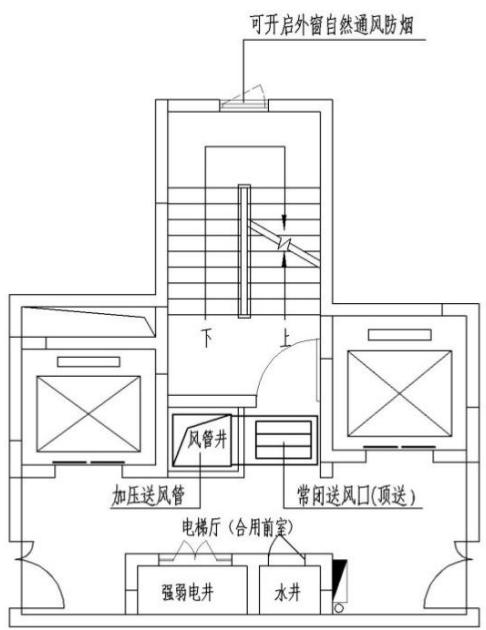 可开启外窗自然通风防烟
下
上
风管井
加压送风管
常闭送风口(顶送)
电梯厅（合用前室）
强弱电井
水井